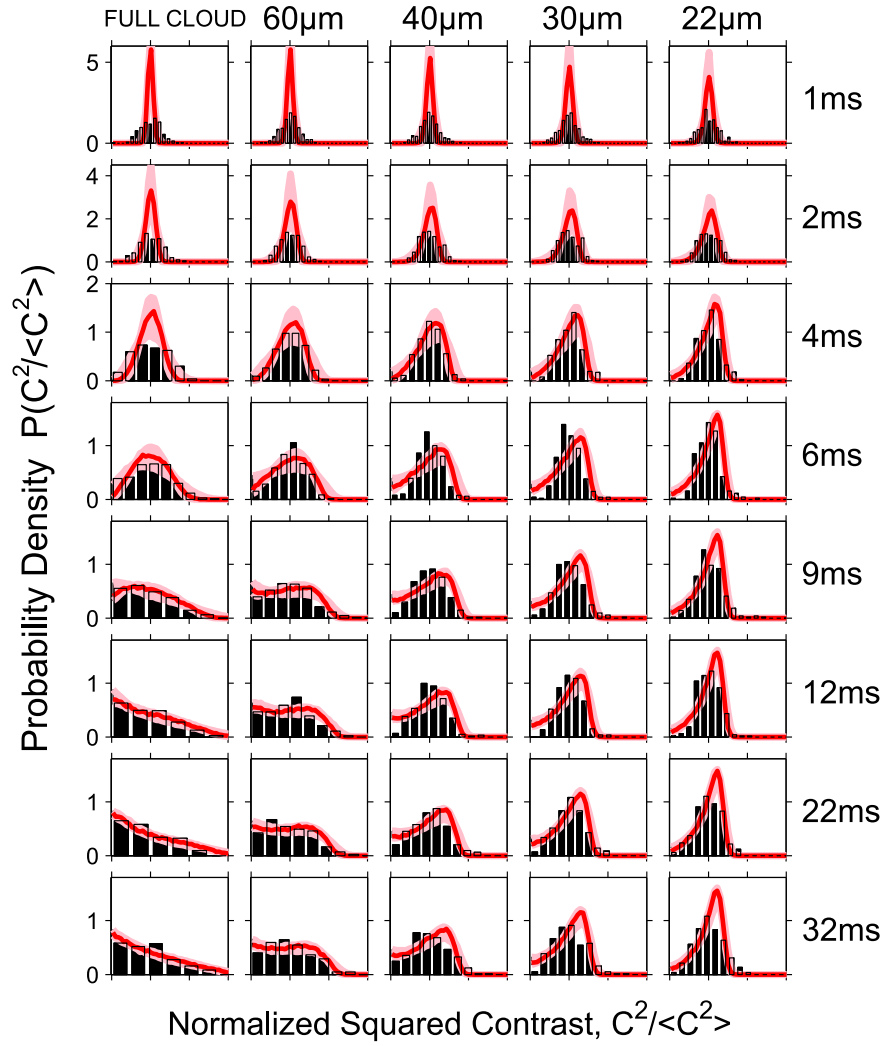 FULL CLOUD 60µm 40µm 30µm 22µm
5
0
1ms
4
2
0
2ms
2
1
0
4ms
1
0
6ms
1
0
9ms
1
0
12ms
1
0
22ms
1
0
32ms
Probability Density P(C²/<C²>)
Normalized Squared Contrast, C²/<C²>